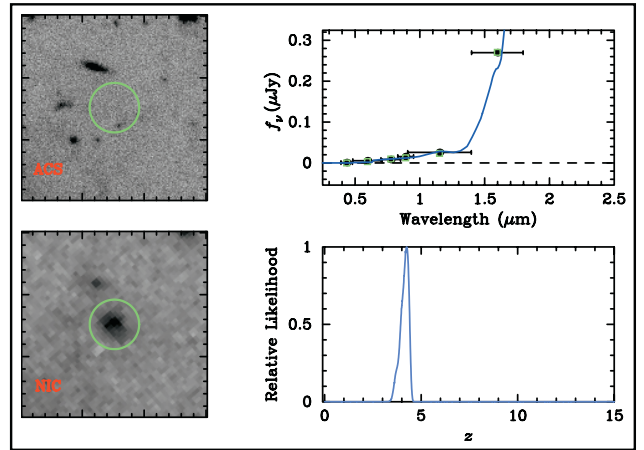 ACS
NIC
0.3
0.2
0.1
0
f_ν (μJy)
0.5 1 1.5 2 2.5
Wavelength (μm)
1
0.5
0
Relative Likelihood
0 5 10 15
z